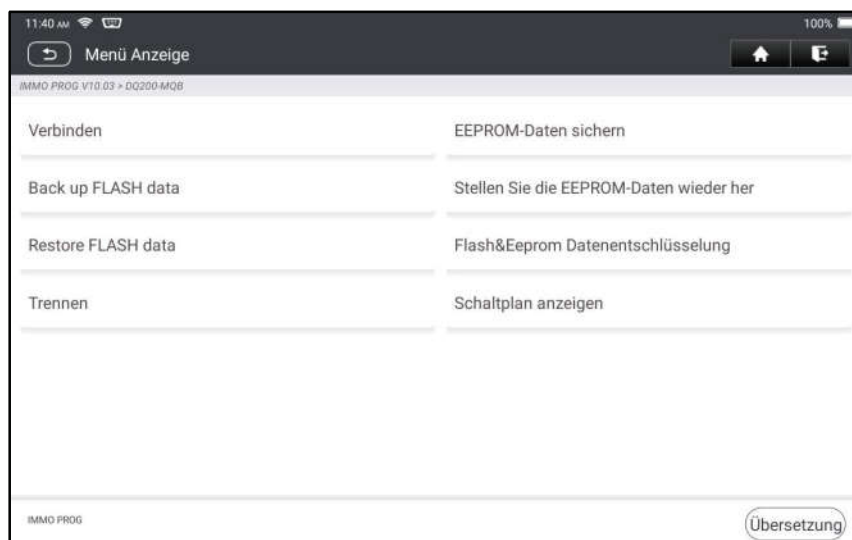 11:40 AM
100%
Menü Anzeige
IMMO PROG V10.03 > DQ200-MQB
Verbinden
EEPROM-Daten sichern
Back up FLASH data
Stellen Sie die EEPROM-Daten wieder her
Restore FLASH data
Flash&Eeprom Datenentschlüsselung
Trennen
Schaltplan anzeigen
IMMO PROG
Übersetzung